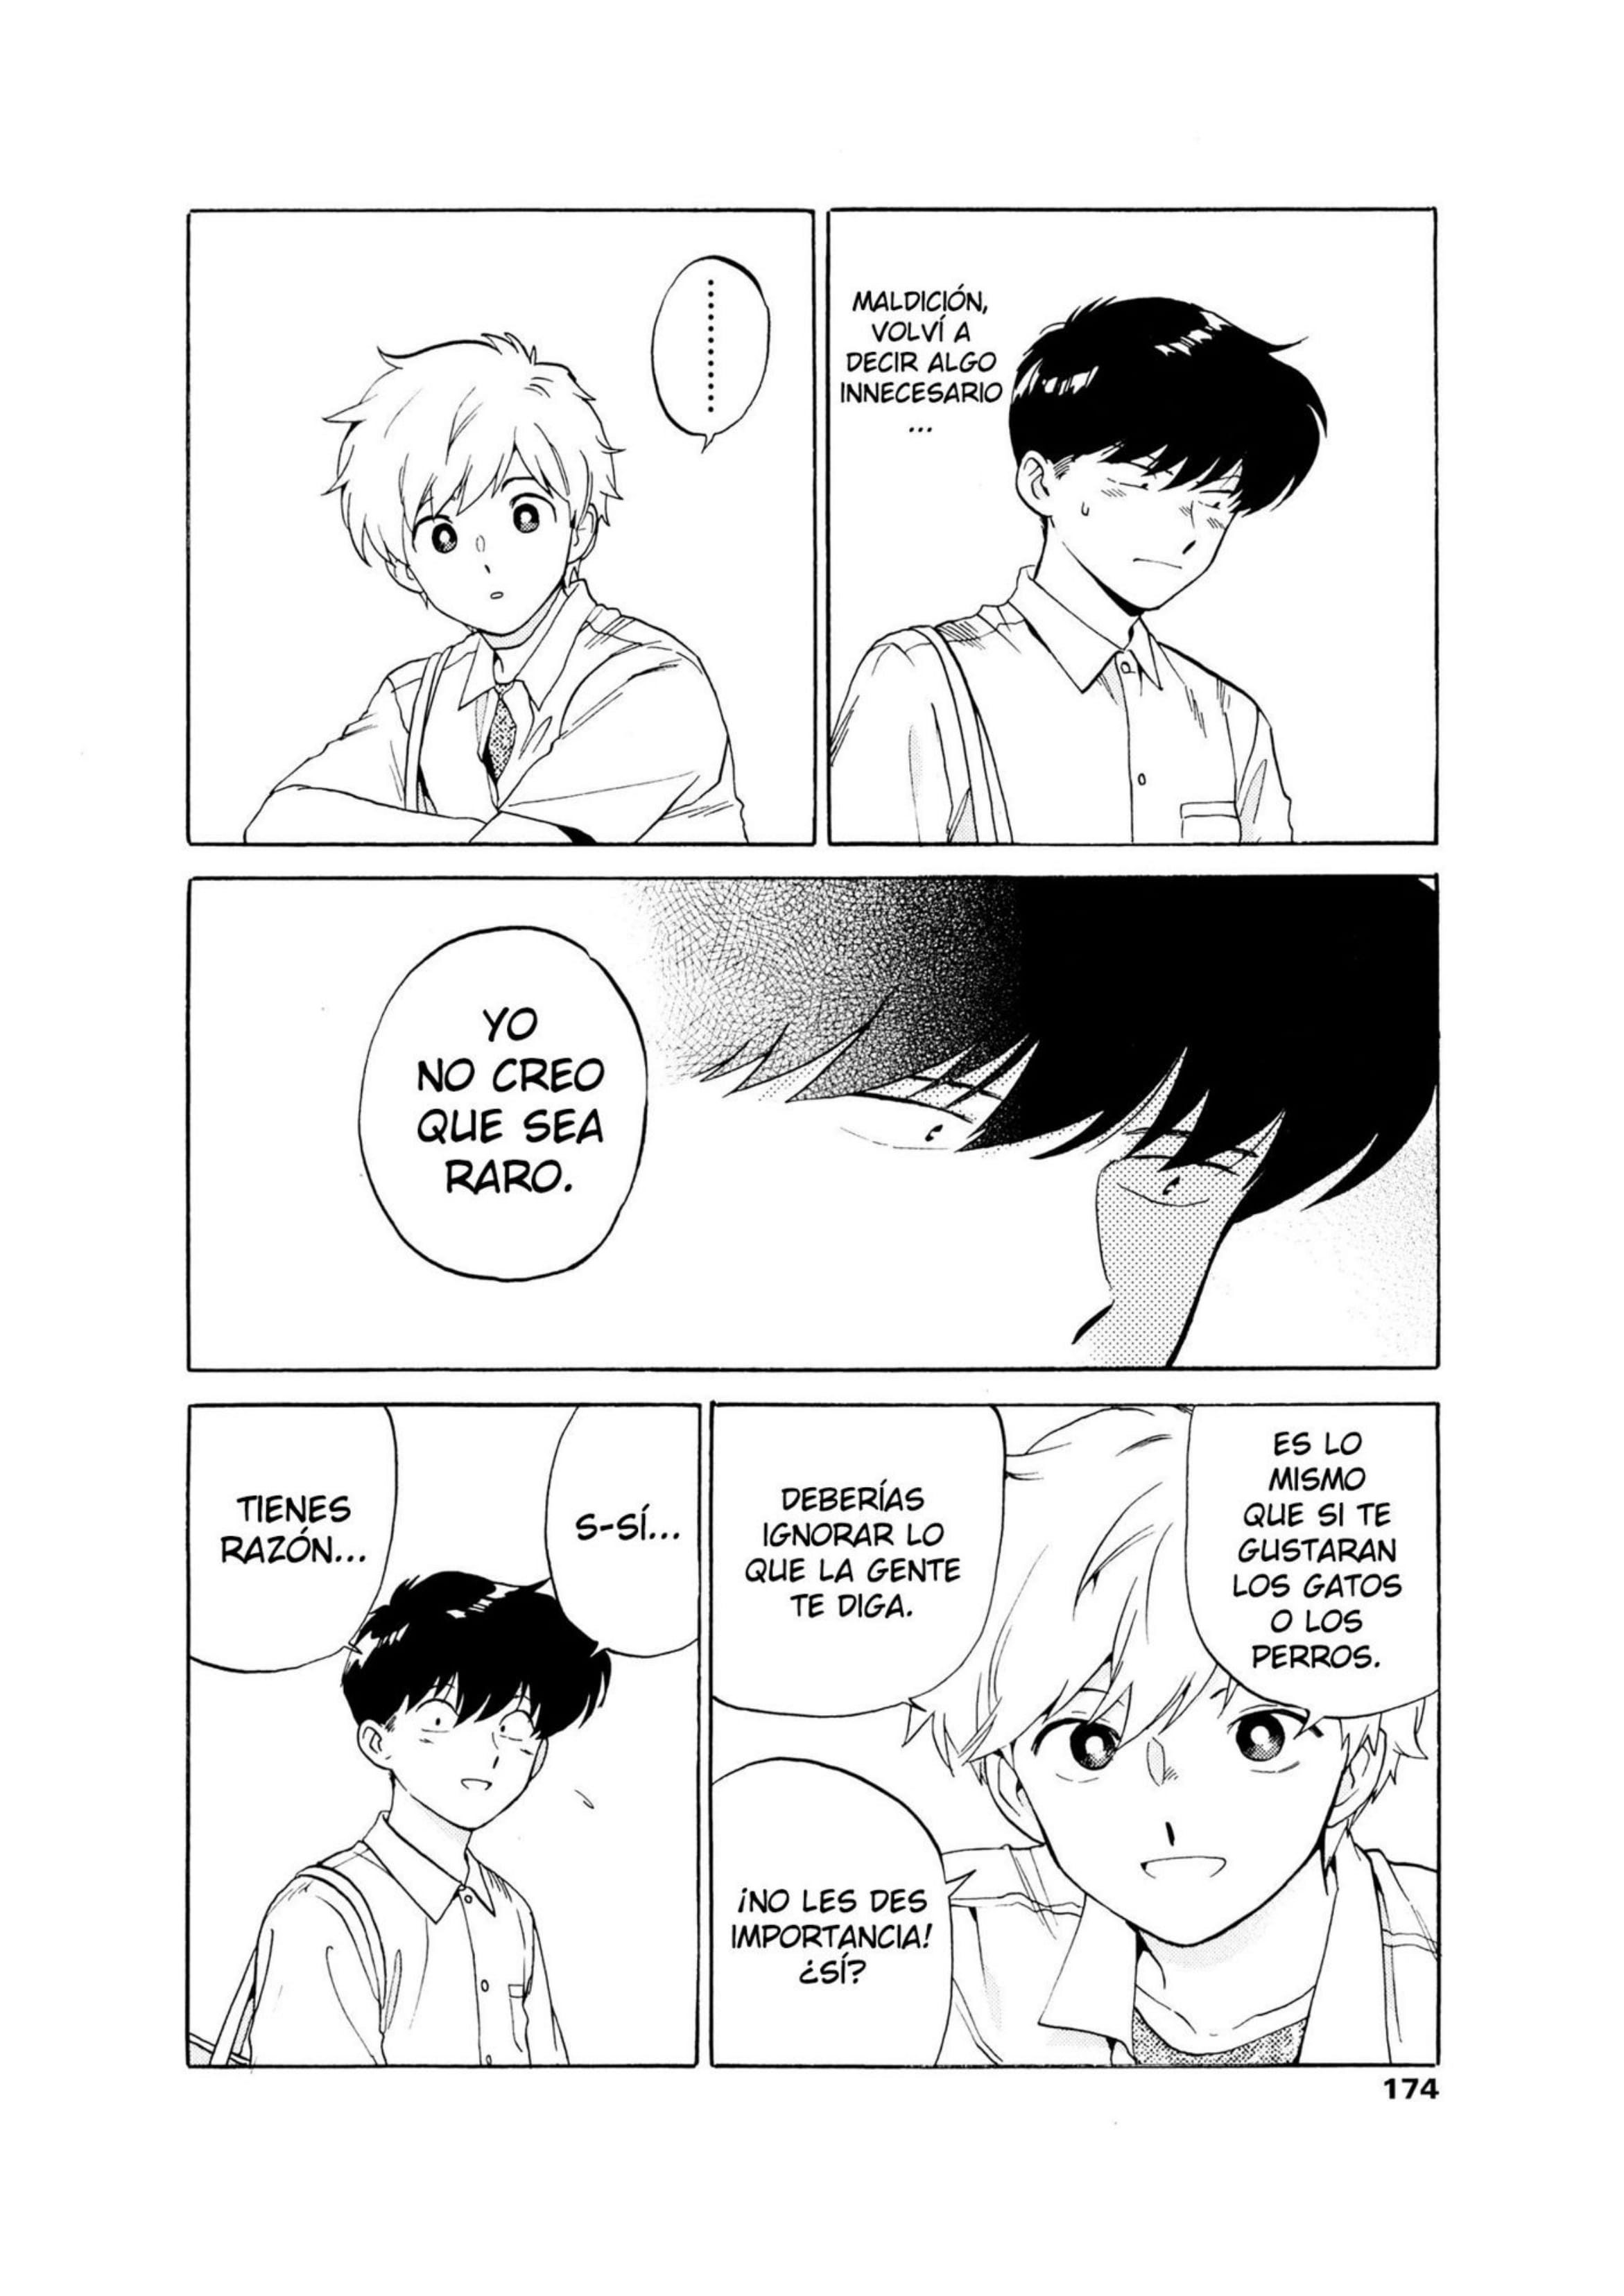 MALDICIÓN,
VOLVÍ A
DECIR ALGO
INNECESARIO
...
............
YO
NO CREO
QUE SEA
RARO.
ES LO
MISMO
QUE SI TE
GUSTARAN
LOS GATOS
O LOS
PERROS.
DEBERÍAS
IGNORAR LO
QUE LA GENTE
TE DIGA.
¡NO LES DES
IMPORTANCIA!
¿SÍ?
S-SÍ...
TIENES
RAZÓN...
174